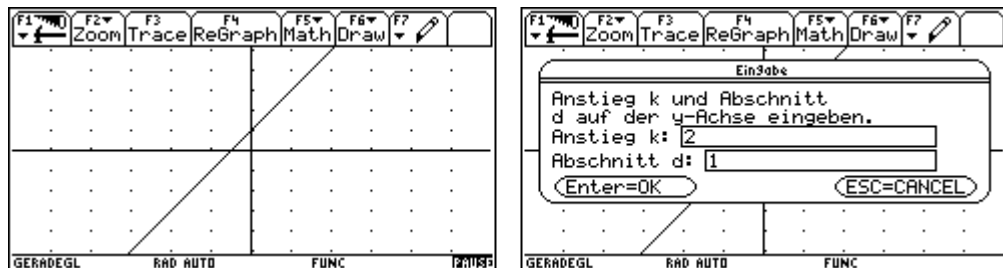 F1 F2 F3 F4 F5 F6 F7
Zoom Trace ReGraph Math Draw
GERADEGL RAD AUTO FUNC PAUSE
F1 F2 F3 F4 F5 F6 F7
Zoom Trace ReGraph Math Draw
Eingabe
Anstieg k und Abschnitt
d auf der y-Achse eingeben.
Anstieg k: 2
Abschnitt d: 1
Enter=OK ESC=CANCEL
GERADEGL RAD AUTO FUNC